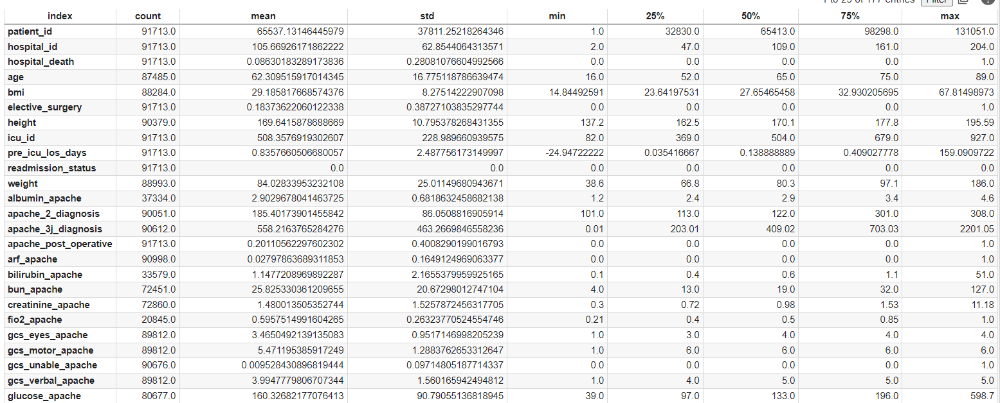 1 to 25 of 177 entries Filter
index count mean std min 25% 50% 75% max
patient_id 91713.0 65537.13146445979 37811.25218264346 1.0 32830.0 65413.0 98298.0 131051.0
hospital_id 91713.0 105.66926171862222 62.8544064313571 2.0 47.0 109.0 161.0 204.0
hospital_death 91713.0 0.08630183289173836 0.28081076604992566 0.0 0.0 0.0 0.0 1.0
age 87485.0 62.309515917014345 16.775118786639474 16.0 52.0 65.0 75.0 89.0
bmi 88284.0 29.185817668574376 8.27514222907098 14.84492591 23.64197531 27.65465458 32.930205695 67.81498973
elective_surgery 91713.0 0.18373622060122338 0.38727103835297744 0.0 0.0 0.0 0.0 1.0
height 90379.0 169.6415878688669 10.795378268431355 137.2 162.5 170.1 177.8 195.59
icu_id 91713.0 508.3576919302607 228.989660939575 82.0 369.0 504.0 679.0 927.0
pre_icu_los_days 91713.0 0.8357660506680057 2.487756173149997 -24.94722222 0.035416667 0.138888889 0.409027778 159.0909722
readmission_status 91713.0 0.0 0.0 0.0 0.0 0.0 0.0 0.0
weight 88993.0 84.02833953232108 25.01149680943671 38.6 66.8 80.3 97.1 186.0
albumin_apache 37334.0 2.9029678041463725 0.6818632458682138 1.2 2.4 2.9 3.4 4.6
apache_2_diagnosis 90051.0 185.40173901455842 86.0508816905914 101.0 113.0 122.0 301.0 308.0
apache_3j_diagnosis 90612.0 558.2163765284276 463.2669846558236 0.01 203.01 409.02 703.03 2201.05
apache_post_operative 91713.0 0.20110562297602302 0.4008290199016793 0.0 0.0 0.0 0.0 1.0
arf_apache 90998.0 0.02797863689311853 0.1649124969063377 0.0 0.0 0.0 0.0 1.0
bilirubin_apache 33579.0 1.1477208969892287 2.1655379959925165 0.1 0.4 0.6 1.1 51.0
bun_apache 72451.0 25.825330361209655 20.67298012747104 4.0 13.0 19.0 32.0 127.0
creatinine_apache 72860.0 1.480013505352744 1.5257872456317705 0.3 0.72 0.98 1.53 11.18
fio2_apache 20845.0 0.5957514991604265 0.26323770524554746 0.21 0.4 0.5 0.85 1.0
gcs_eyes_apache 89812.0 3.4650492139135083 0.9517146998205239 1.0 3.0 4.0 4.0 4.0
gcs_motor_apache 89812.0 5.471195385917249 1.2883762653312647 1.0 6.0 6.0 6.0 6.0
gcs_unable_apache 90676.0 0.009528430896819444 0.09714805187714337 0.0 0.0 0.0 0.0 1.0
gcs_verbal_apache 89812.0 3.9947779806707344 1.560165942494812 1.0 4.0 5.0 5.0 5.0
glucose_apache 80677.0 160.32682177076413 90.79055136818945 39.0 97.0 133.0 196.0 598.7